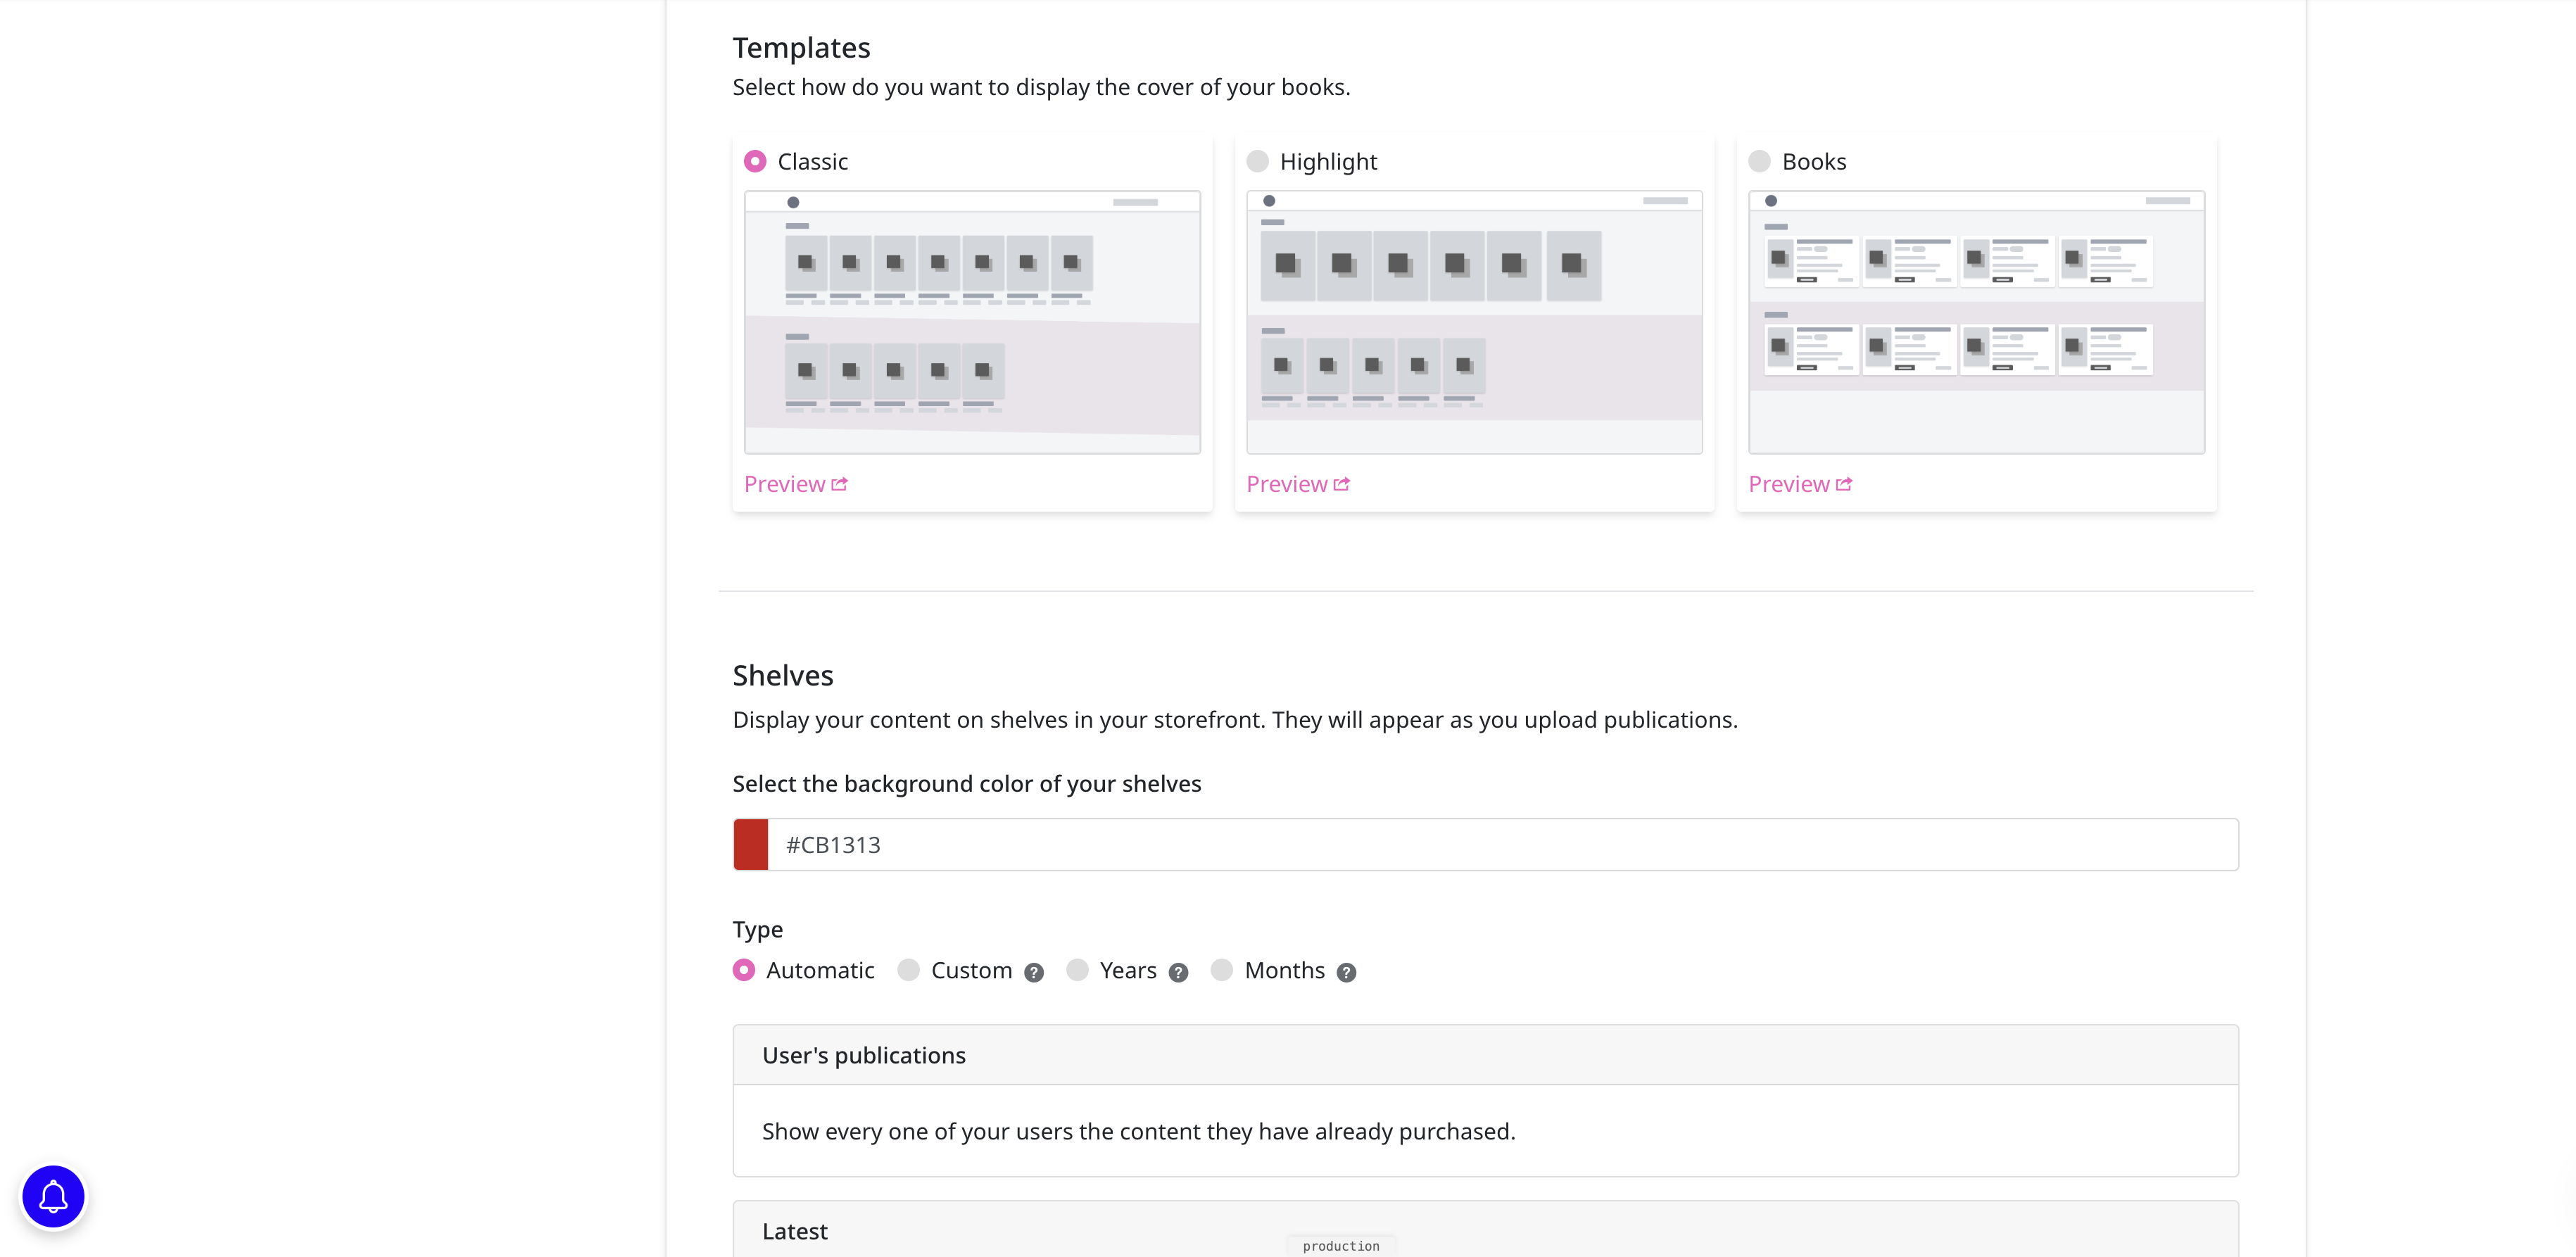 Templates
Select how do you want to display the cover of your books.
Classic
Highlight
Books
Preview
Preview
Preview
Shelves
Display your content on shelves in your storefront. They will appear as you upload publications.
Select the background color of your shelves
#CB1313
Type
Automatic Custom ? Years ? Months ?
User's publications
Show every one of your users the content they have already purchased.
Latest
production